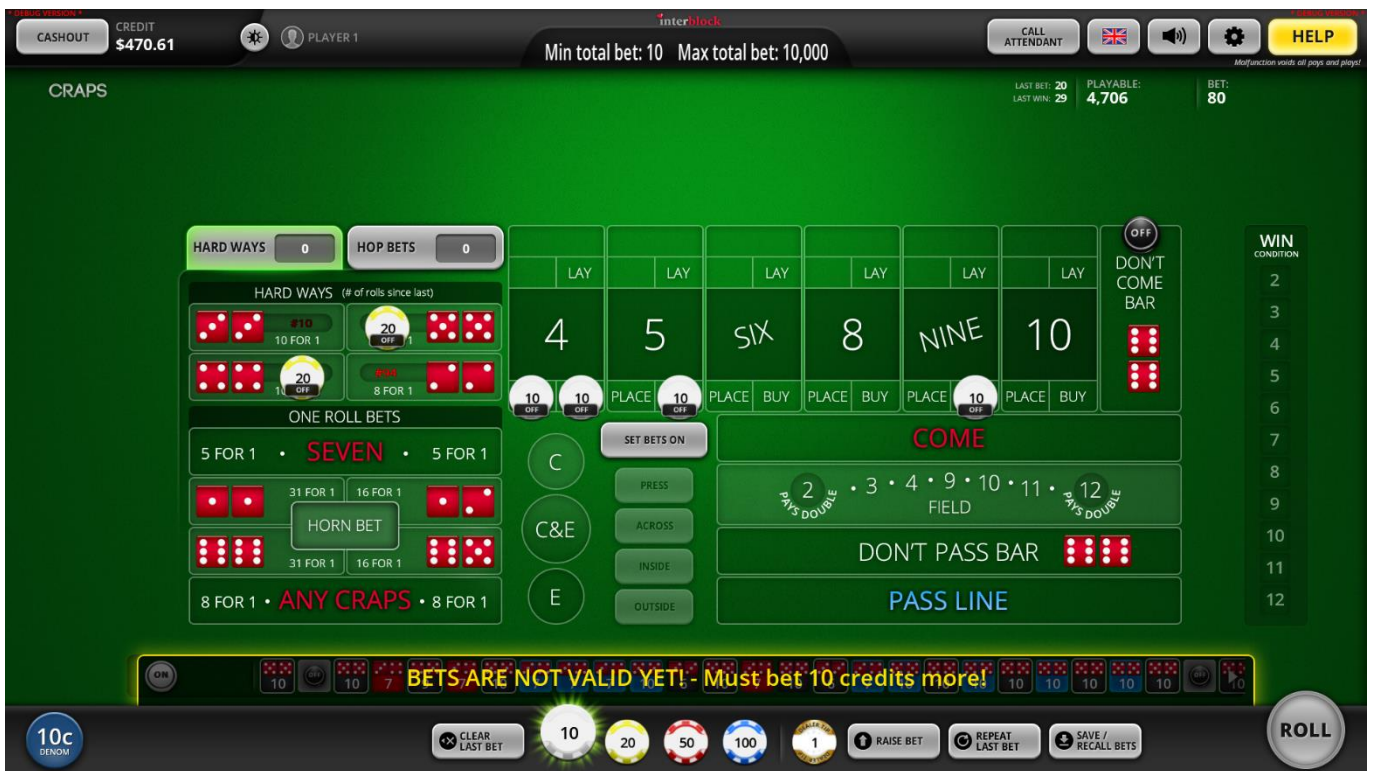 * DEBUG VERSION *
CASHOUT
CREDIT
$470.61
PLAYER 1
interblock
Min total bet: 10 Max total bet: 10,000
CALL ATTENDANT
HELP
Malfunction voids all pays and plays!
CRAPS
LAST BET: 20
LAST WIN: 29
PLAYABLE:
4,706
BET:
80
HARD WAYS 0
HOP BETS 0
HARD WAYS (# of rolls since last)
10 FOR 1
20
OFF
20
OFF
8 FOR 1
ONE ROLL BETS
5 FOR 1 • SEVEN • 5 FOR 1
31 FOR 1
16 FOR 1
HORN BET
31 FOR 1
16 FOR 1
8 FOR 1 • ANY CRAPS • 8 FOR 1
LAY LAY LAY LAY LAY LAY
4 5 SIX 8 NINE 10
10 OFF 10 OFF PLACE 10 OFF PLACE BUY PLACE BUY PLACE 10 OFF PLACE BUY
OFF
DON'T
COME
BAR
C
C&E
E
SET BETS ON
PRESS
ACROSS
INSIDE
OUTSIDE
COME
2 PAYS DOUBLE • 3 • 4 • 9 • 10 • 11 • 12 PAYS DOUBLE
FIELD
DON'T PASS BAR
PASS LINE
WIN
CONDITION
2
3
4
5
6
7
8
9
10
11
12
ON
BETS ARE NOT VALID YET! - Must bet 10 credits more!
10c
DENOM
CLEAR LAST BET
10
20
50
100
1
RAISE BET
REPEAT LAST BET
SAVE / RECALL BETS
ROLL